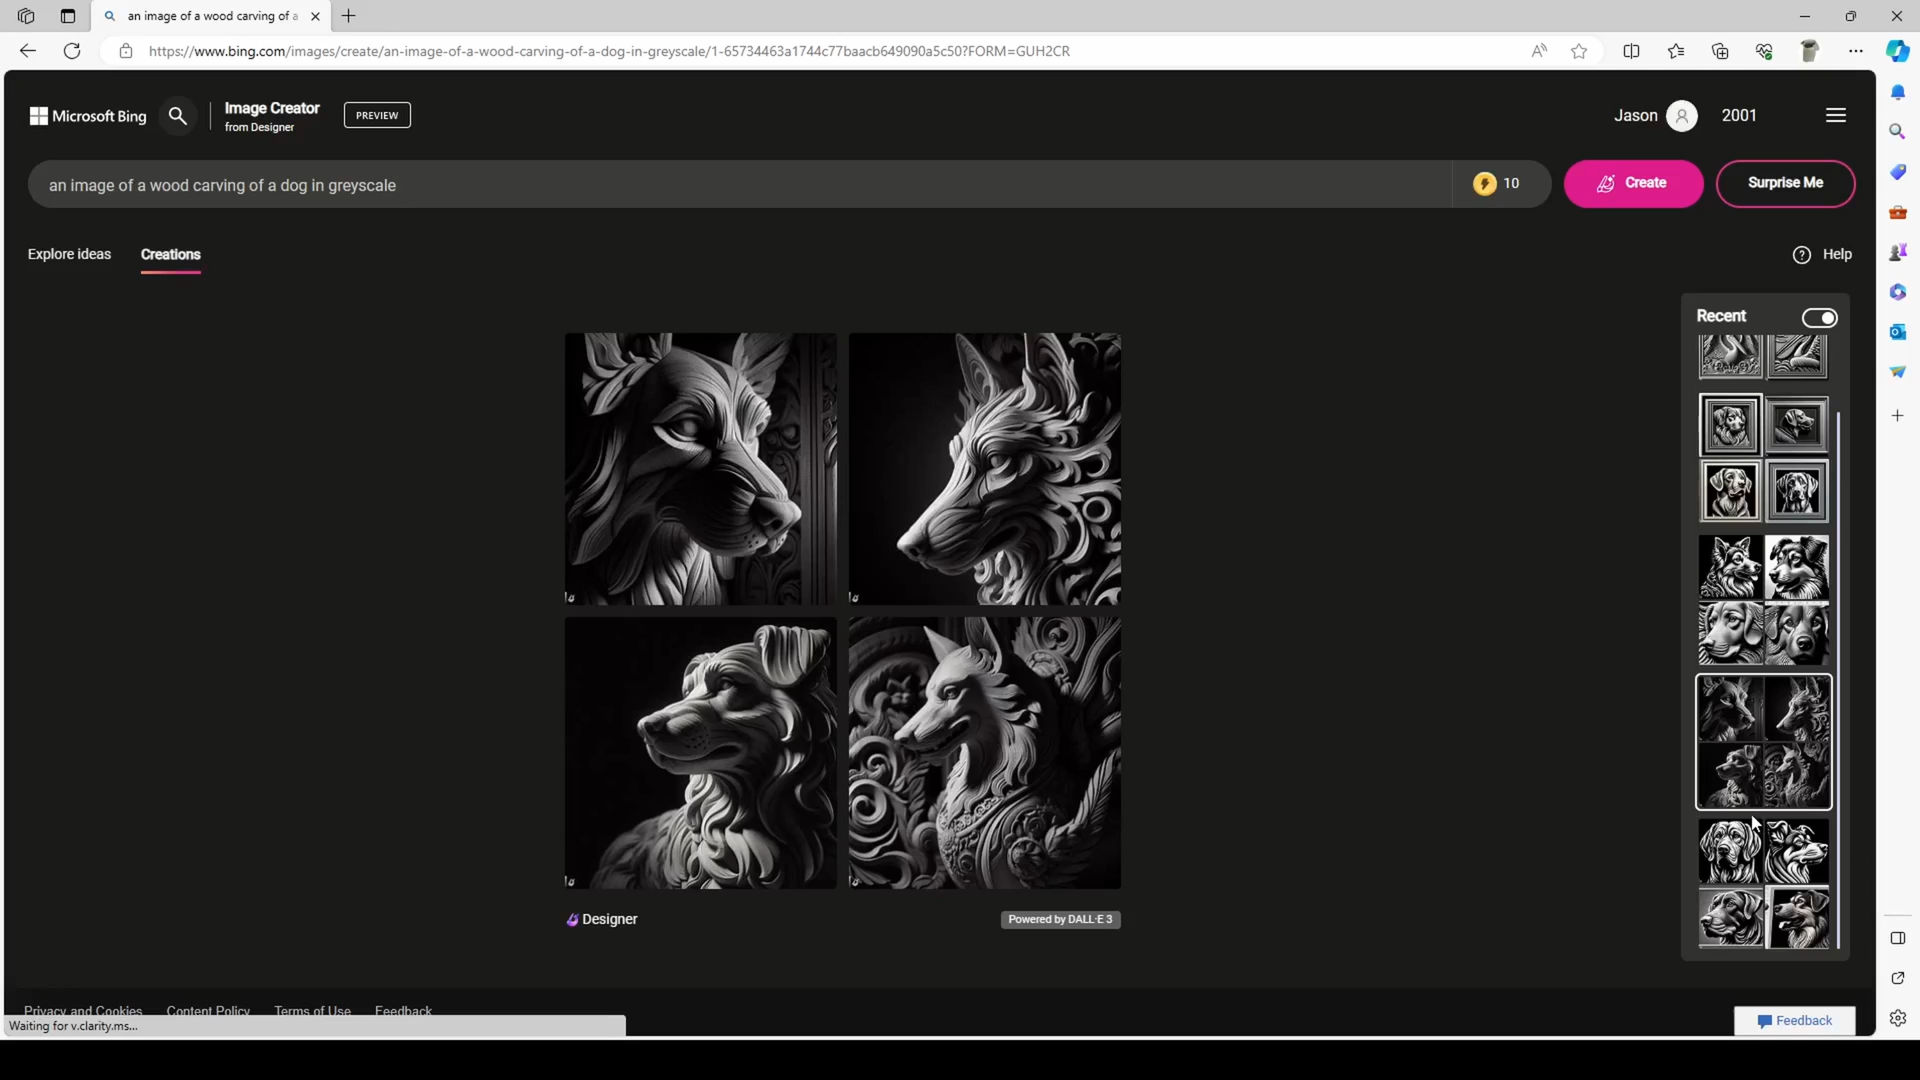 an image of a wood carving of a
https://www.bing.com/images/create/an-image-of-a-wood-carving-of-a-dog-in-greyscale/1-65734463a1744c77baacb649090a5c50?FORM=GUH2CR
Microsoft Bing
Image Creator
from Designer
PREVIEW
Jason
2001
an image of a wood carving of a dog in greyscale
10
Create
Surprise Me
Explore ideas
Creations
Help
Recent
Designer
Powered by DALL·E 3
Privacy and Cookies Content Policy Terms of Use Feedback
Waiting for v.clarity.ms...
Feedback